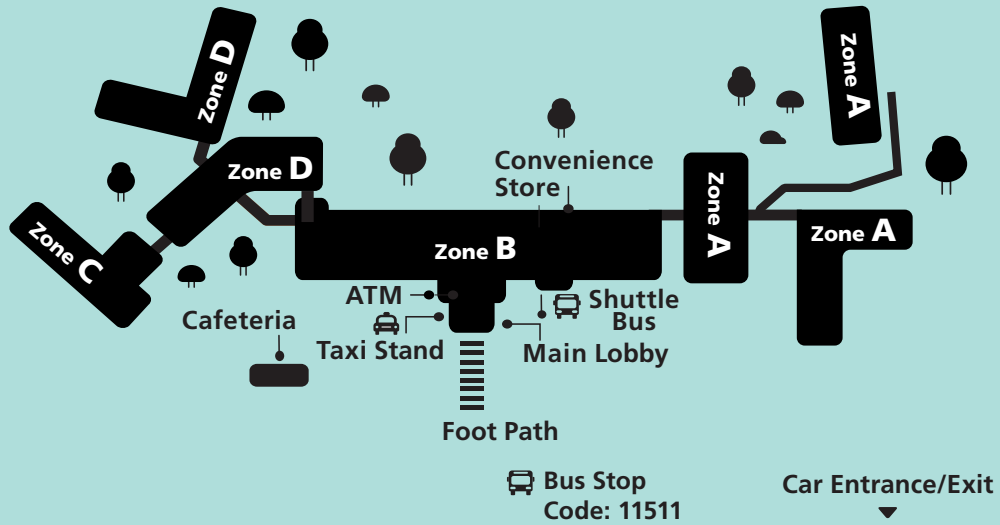 Zone D
Zone A
Zone D
Convenience
Store
Zone A
Zone C
Zone B
Zone A
ATM
Shuttle
Bus
Cafeteria
Taxi Stand
Main Lobby
Foot Path
Bus Stop
Code: 11511
Car Entrance/Exit